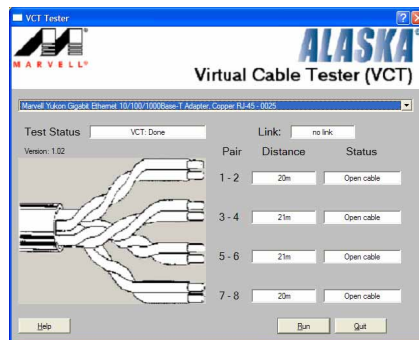 VCT Tester
MARVELL®
ALASKA®
Virtual Cable Tester (VCT)
Marvell Yukon Gigabit Ethernet 10/100/1000Base-T Adapter, Copper RJ-45 - 0025
Test Status VCT: Done Link: no link
Version: 1.02 Pair Distance Status
1 - 2 20m Open cable
3 - 4 21m Open cable
5 - 6 21m Open cable
7 - 8 20m Open cable
Help Run Quit